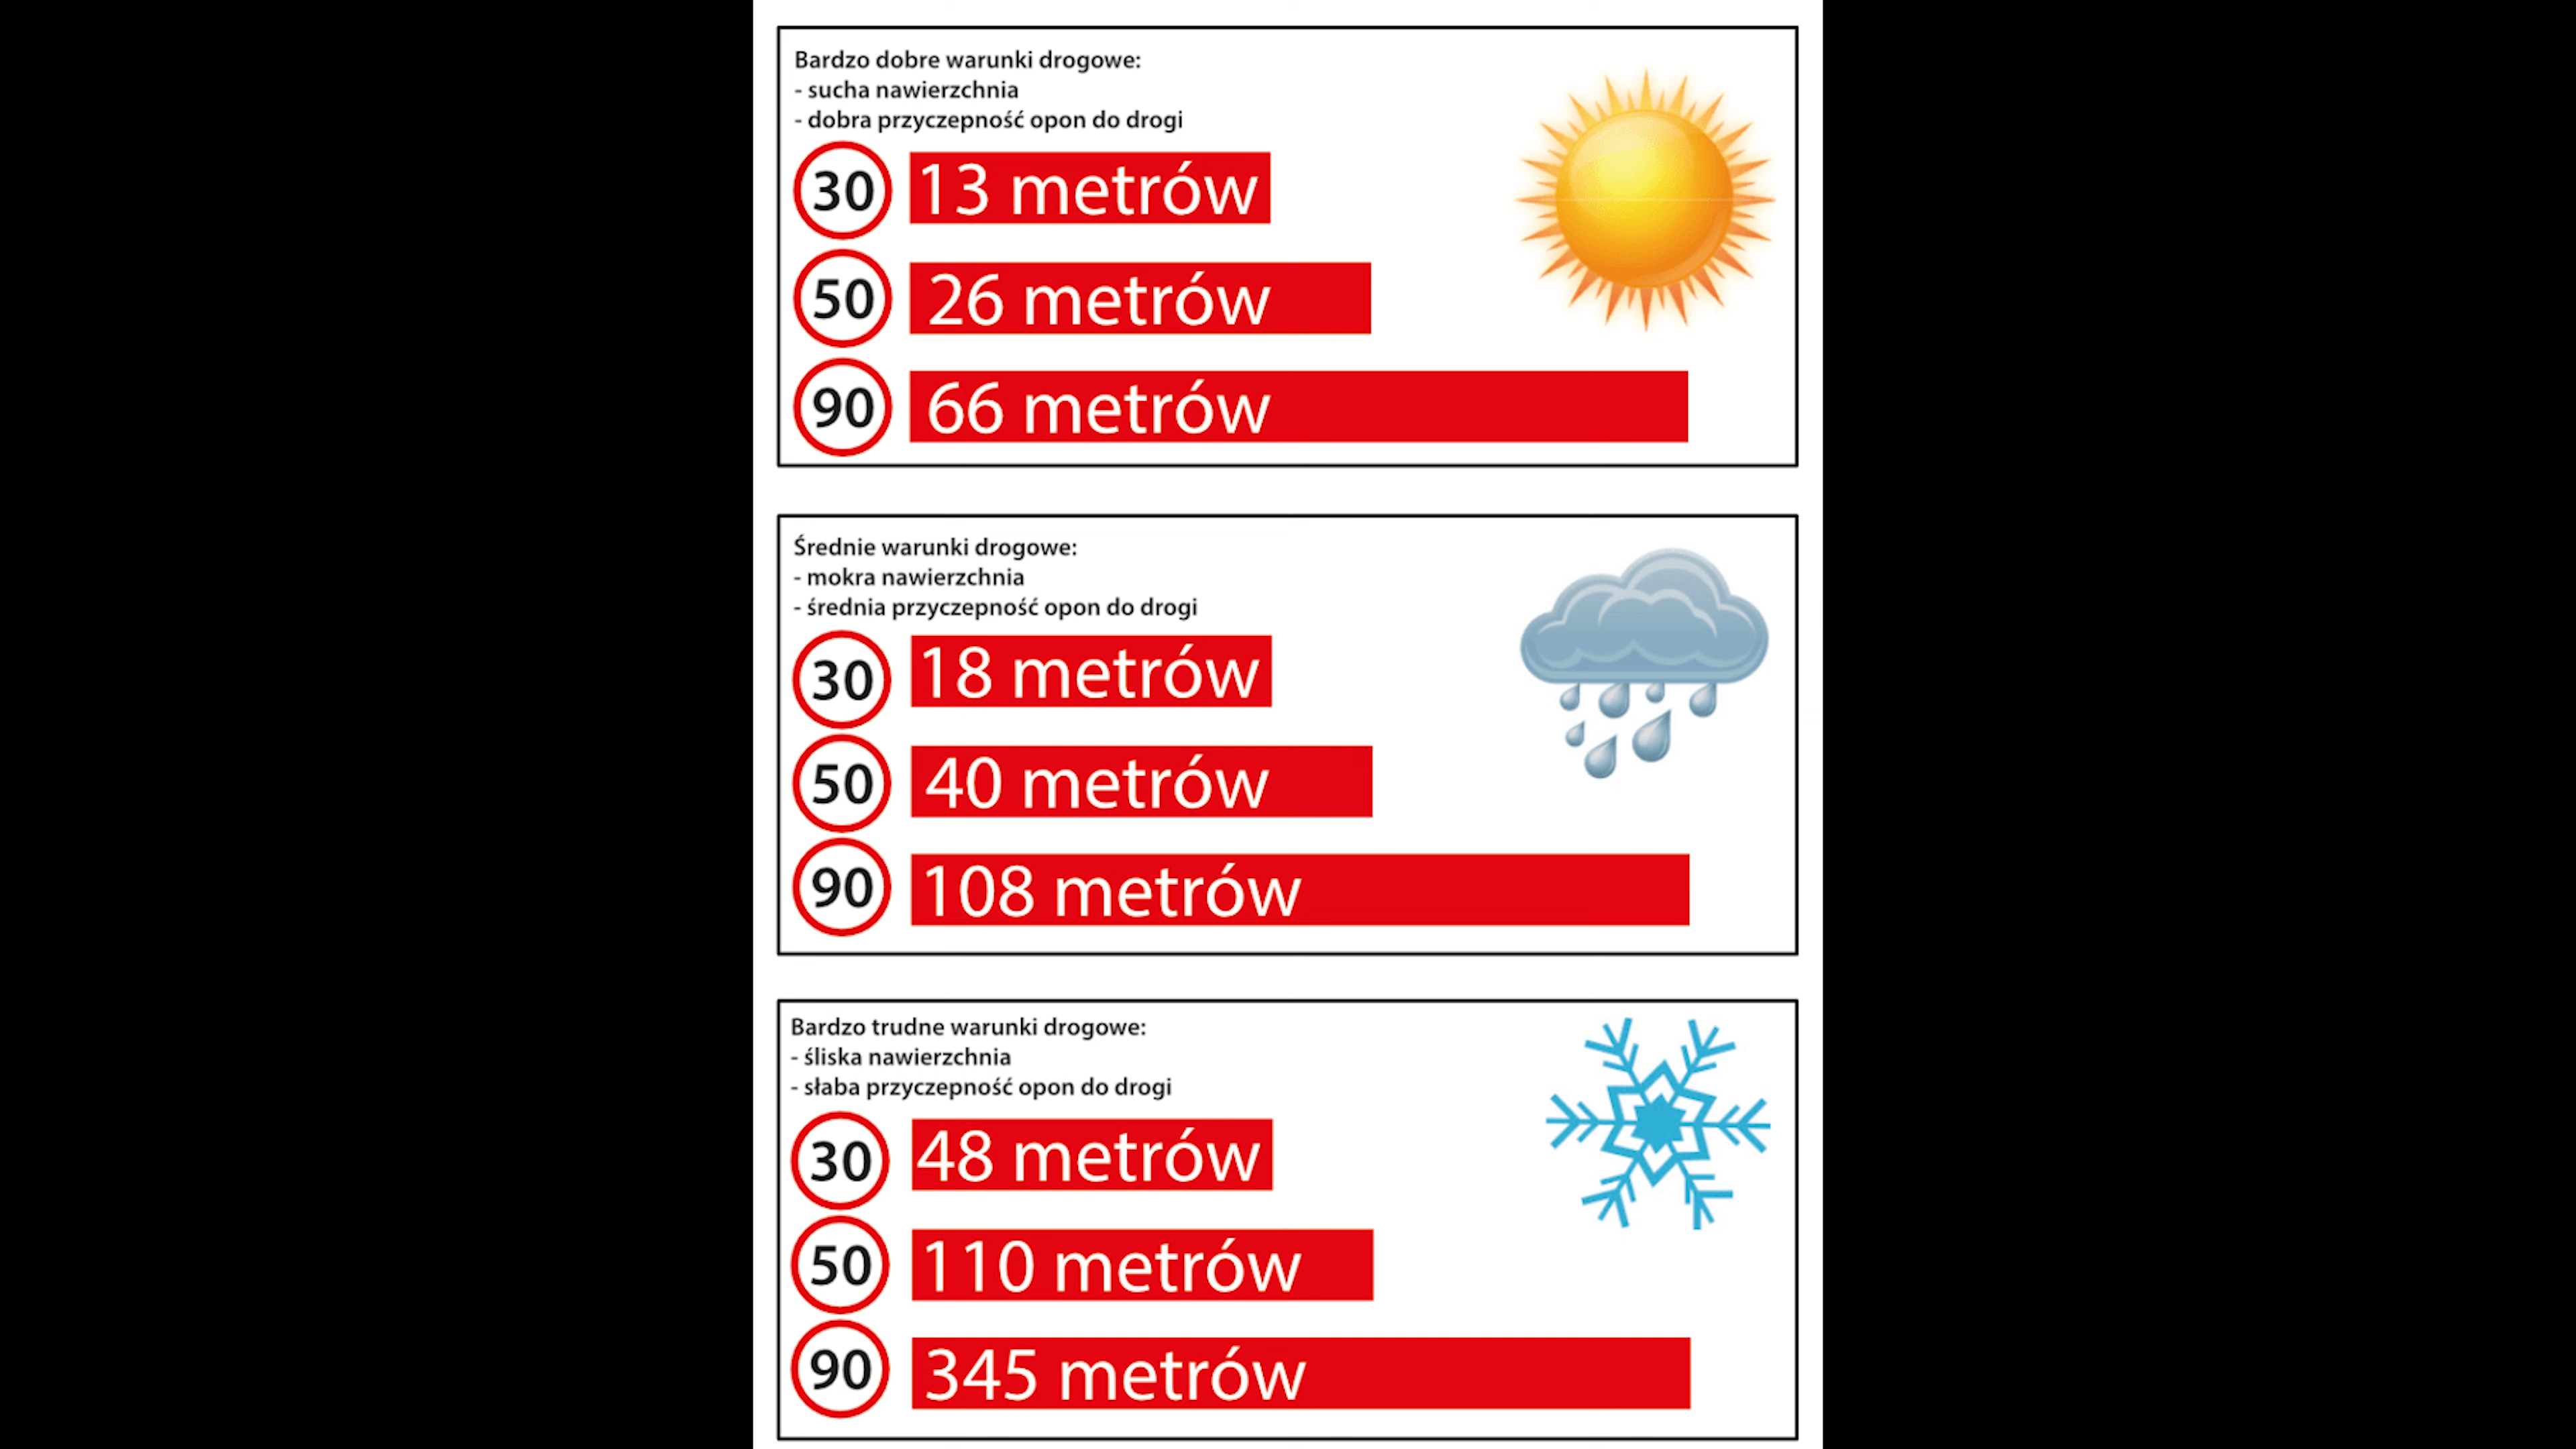 Bardzo dobre warunki drogowe:
- sucha nawierzchnia
- dobra przyczepność opon do drogi
30 13 metrów
50 26 metrów
90 66 metrów
Średnie warunki drogowe:
- mokra nawierzchnia
- średnia przyczepność opon do drogi
30 18 metrów
50 40 metrów
90 108 metrów
Bardzo trudne warunki drogowe:
- śliska nawierzchnia
- słaba przyczepność opon do drogi
30 48 metrów
50 110 metrów
90 345 metrów